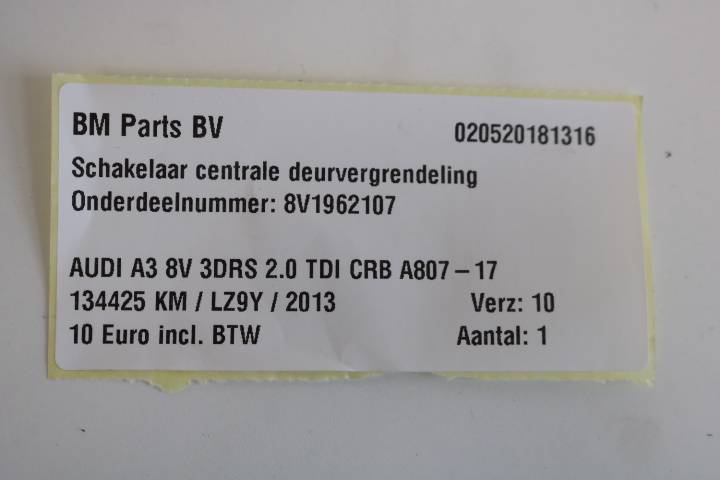 BM Parts BV 020520181316
Schakelaar centrale deurvergrendeling
Onderdeelnummer: 8V1962107
AUDI A3 8V 3DRS 2.0 TDI CRB A807 – 17
134425 KM / LZ9Y / 2013 Verz: 10
10 Euro incl. BTW Aantal: 1